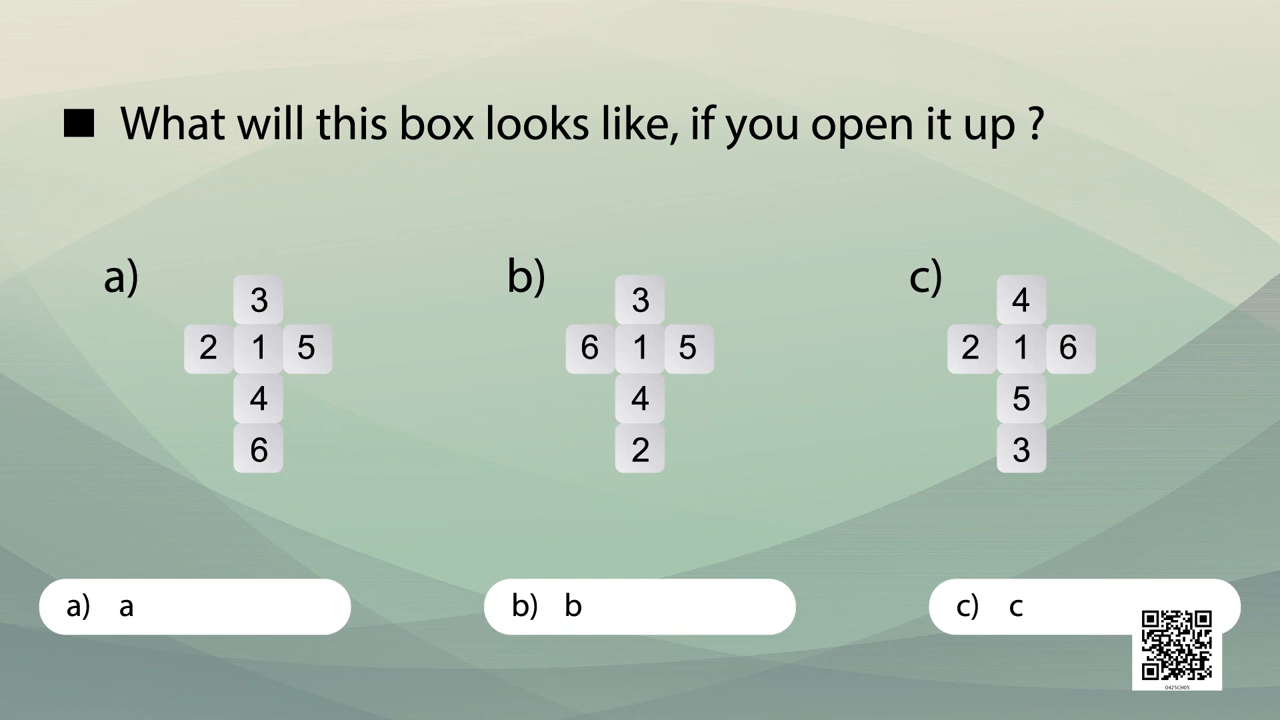 ■ What will this box looks like, if you open it up ?
a) b) c)
3 3 4
2 1 5 6 1 5 2 1 6
4 4 5
6 2 3
a) a b) b c) c
0425CH05